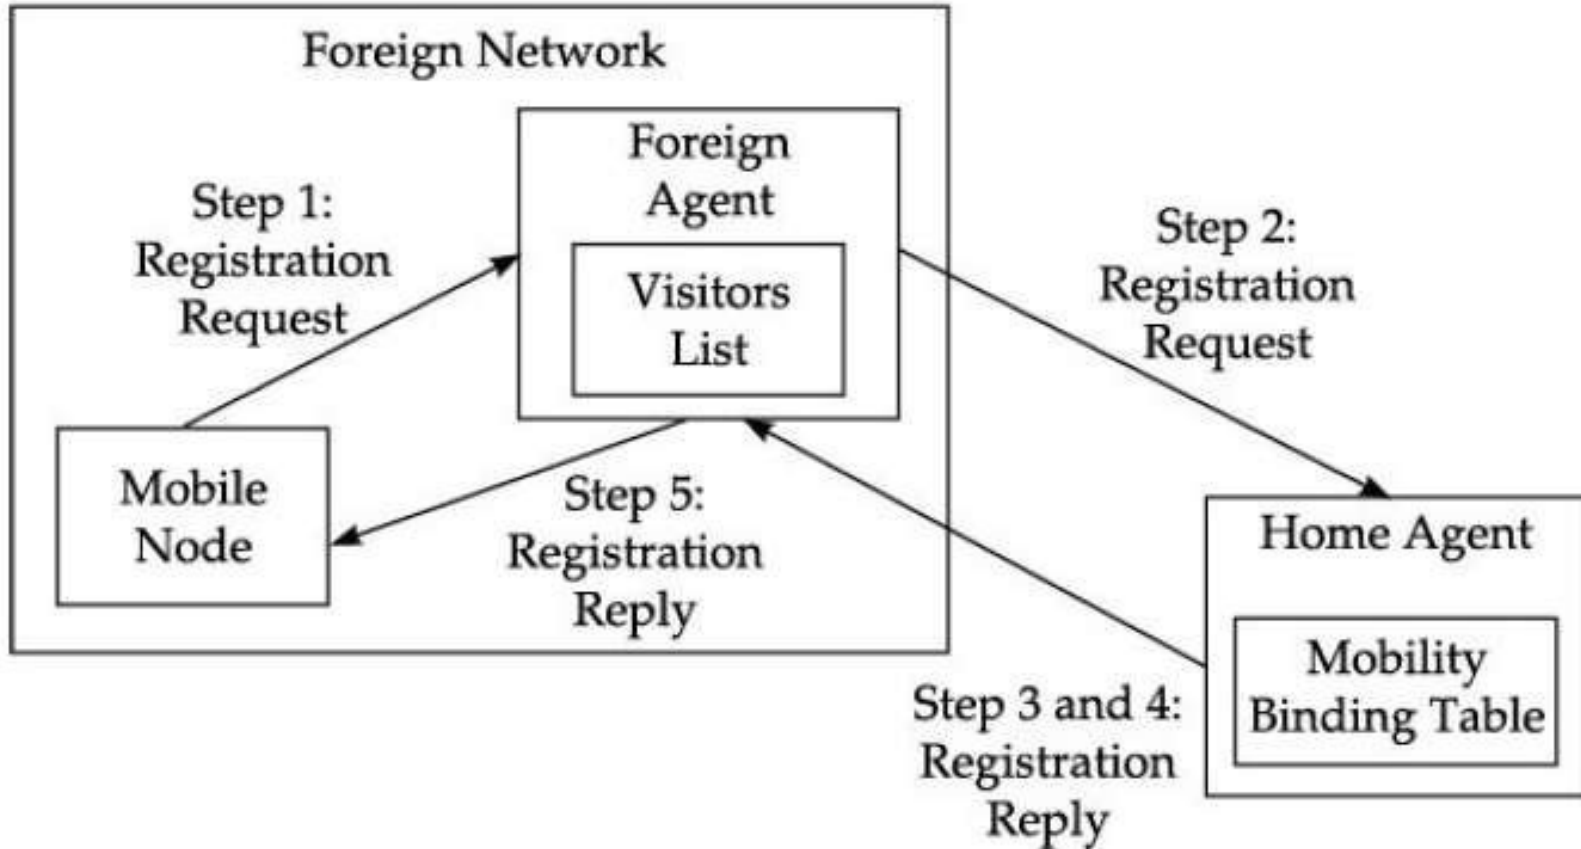 Foreign Network
Foreign
Agent
Visitors
List
Step 1:
Registration
Request
Step 2:
Registration
Request
Mobile
Node
Step 5:
Registration
Reply
Home Agent
Mobility
Binding Table
Step 3 and 4:
Registration
Reply